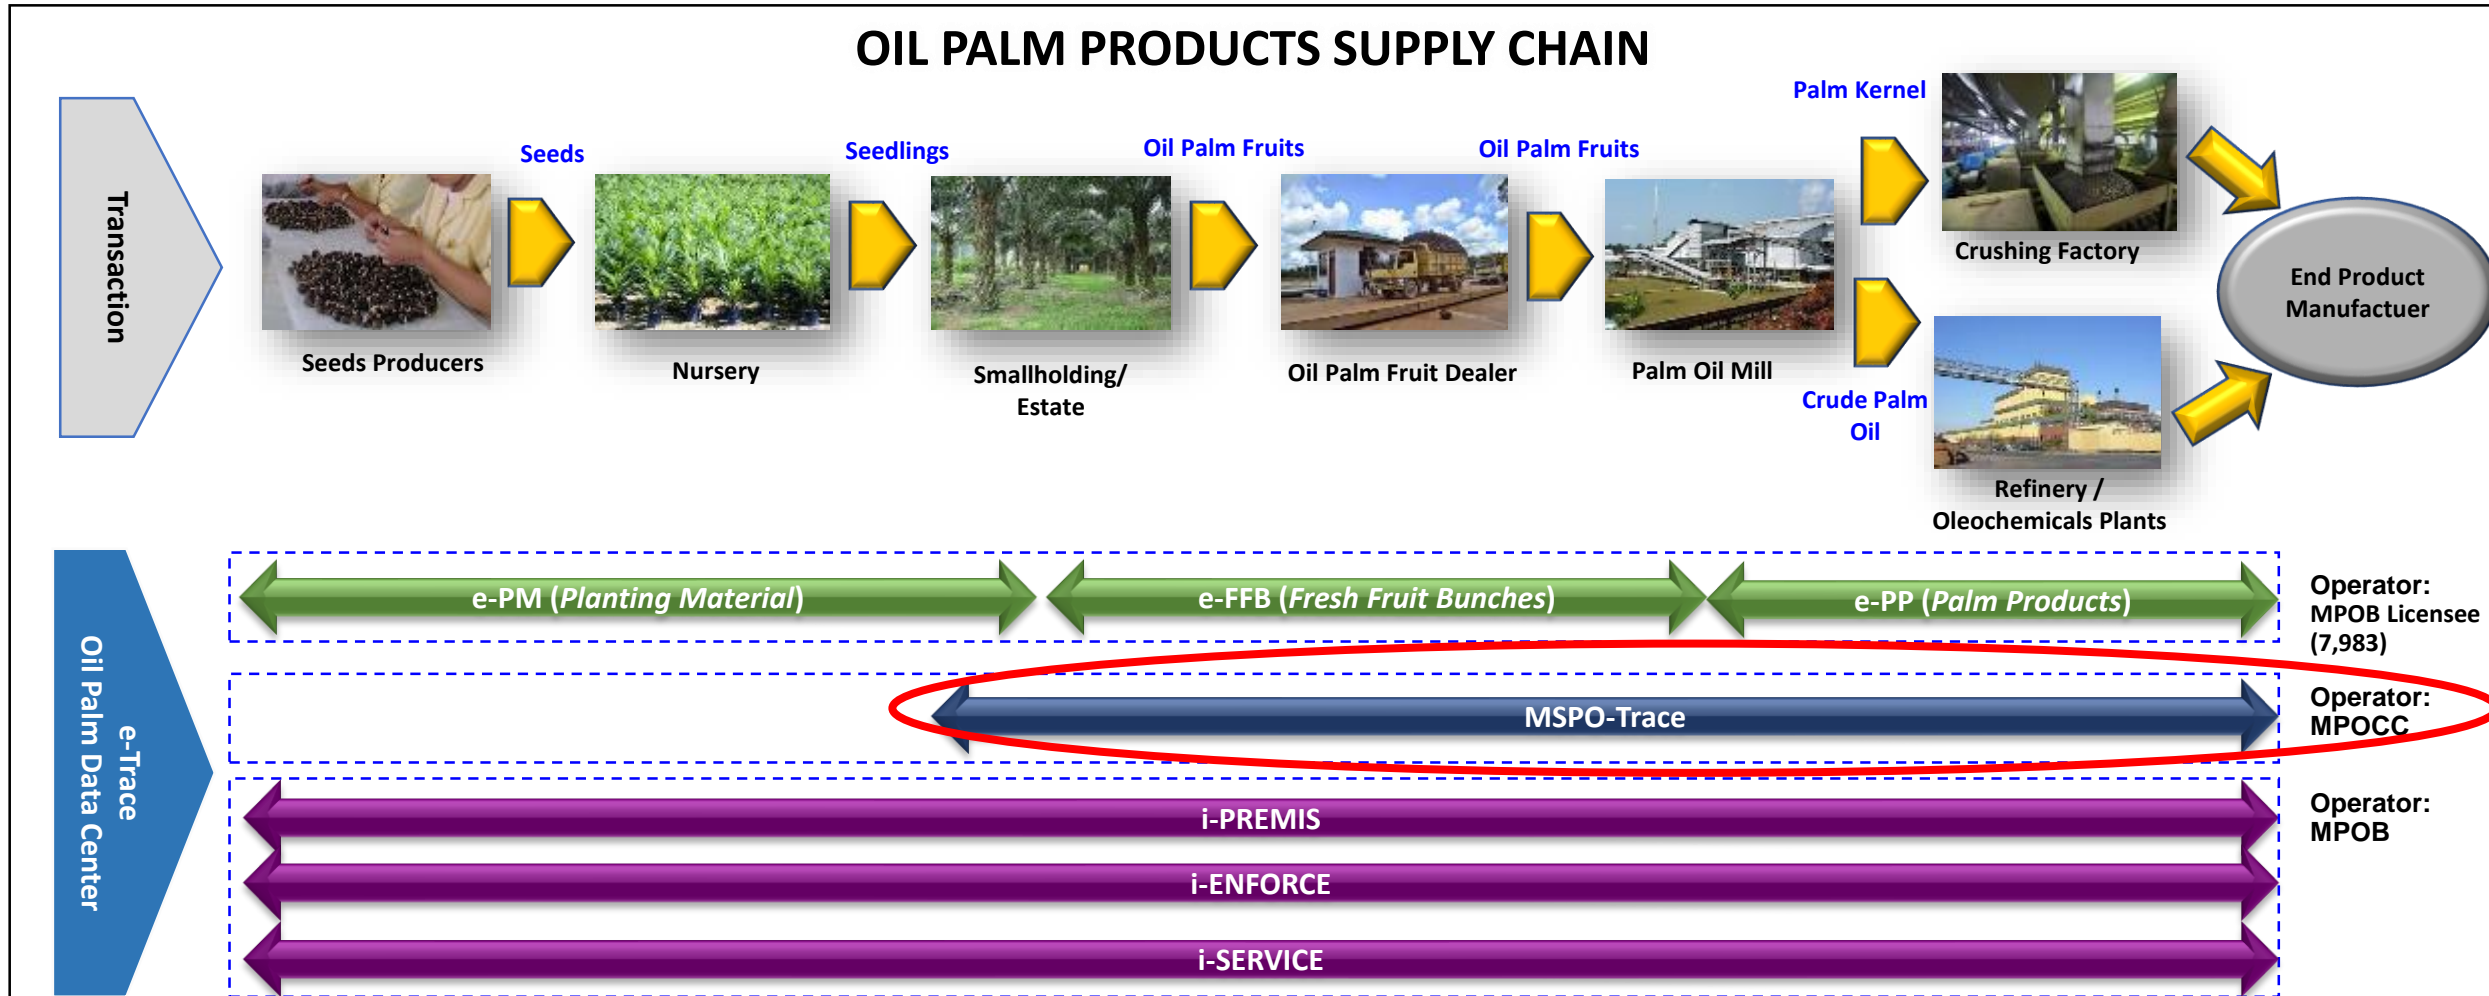 OIL PALM PRODUCTS SUPPLY CHAIN
Transaction
Seeds
Seedlings
Oil Palm Fruits
Oil Palm Fruits
Palm Kernel
Crude Palm
Oil
Seeds Producers
Nursery
Smallholding/
Estate
Oil Palm Fruit Dealer
Palm Oil Mill
Crushing Factory
Refinery /
Oleochemicals Plants
End Product
Manufactuer
e-Trace
Oil Palm Data Center
e-PM (Planting Material)
e-FFB (Fresh Fruit Bunches)
e-PP (Palm Products)
Operator:
MPOB Licensee
(7,983)
MSPO-Trace
Operator:
MPOCC
i-PREMIS
Operator:
MPOB
i-ENFORCE
i-SERVICE